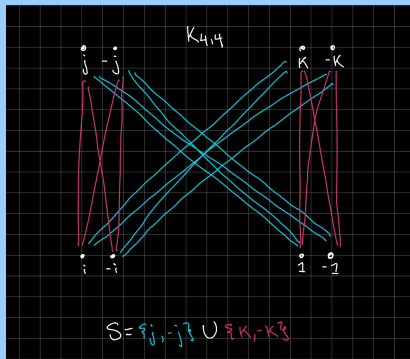 K4,4
j -j K -K
i -i 1 -1
S = {j, -j} ∪ {K, -K}